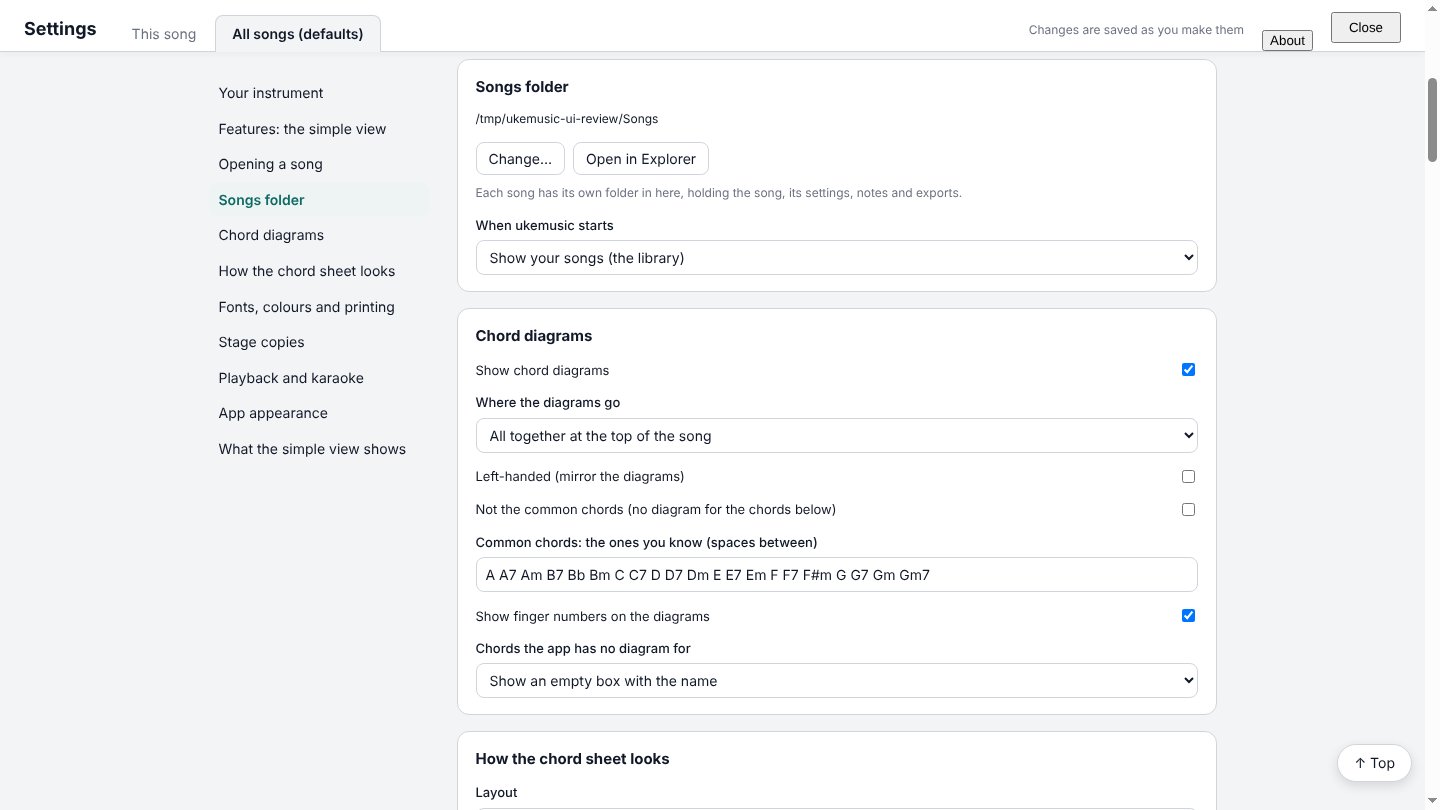 Settings
This song
All songs (defaults)
Changes are saved as you make them
About
Close
Your instrument
Features: the simple view
Opening a song
Songs folder
Chord diagrams
How the chord sheet looks
Fonts, colours and printing
Stage copies
Playback and karaoke
App appearance
What the simple view shows
Songs folder
/tmp/ukemusic-ui-review/Songs
Change...
Open in Explorer
Each song has its own folder in here, holding the song, its settings, notes and exports.
When ukemusic starts
Show your songs (the library)
Chord diagrams
Show chord diagrams
Where the diagrams go
All together at the top of the song
Left-handed (mirror the diagrams)
Not the common chords (no diagram for the chords below)
Common chords: the ones you know (spaces between)
A A7 Am B7 Bb Bm C C7 D D7 Dm E E7 Em F F7 F#m G G7 Gm Gm7
Show finger numbers on the diagrams
Chords the app has no diagram for
Show an empty box with the name
How the chord sheet looks
Layout
↑ Top